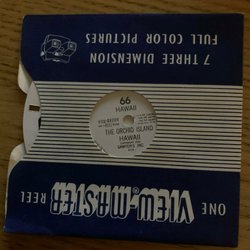 7 THREE DIMENSION
FULL COLOR PICTURES
66
HAWAII
THE ORCHID ISLAND
HAWAII
SAWYER'S INC.
ONE
VIEW-MASTER
REEL